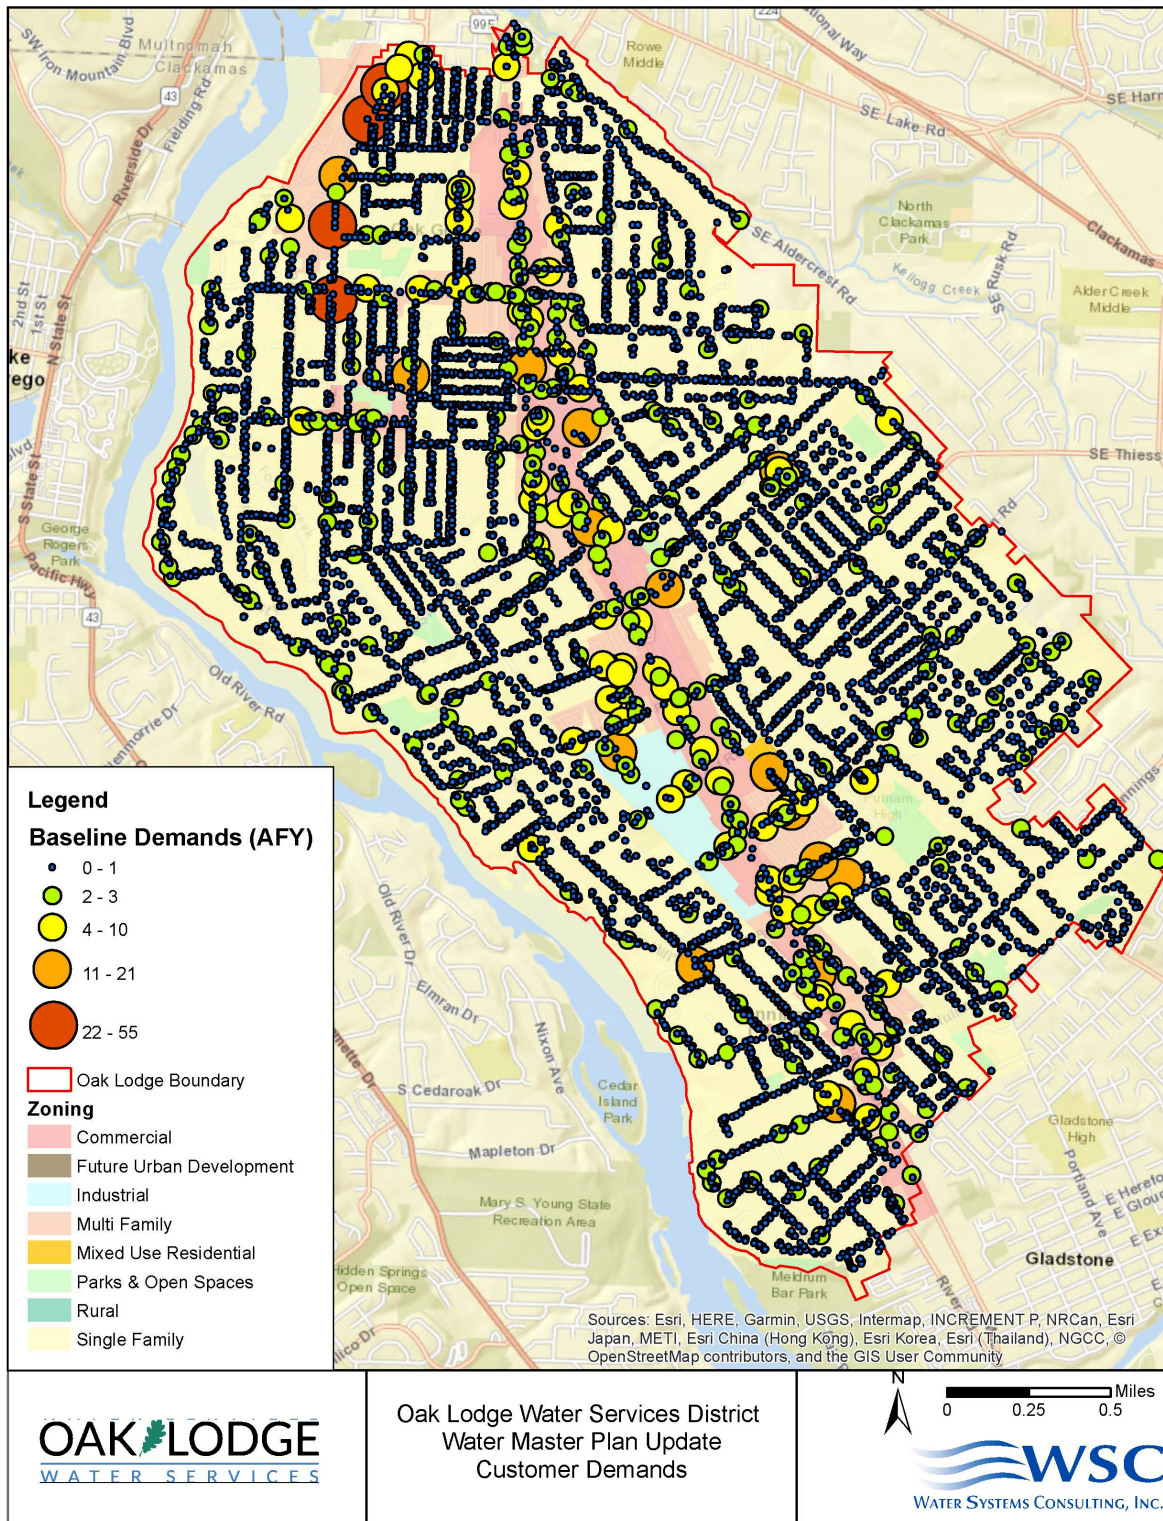 99E
224
Multnomah
Clackamas
SW Iron Mountain Blvd
43
Fielding Rd
Riverside Dr
Rowe
Middle
SE Lake Rd
North
Clackamas
Park
SE Aldercrest Rd
Kellogg Creek
SE Rusk Rd
Clackamas
Alder Creek
Middle
2nd St
1st St
N State St
S State St
SE Thiess
George
Rogers
Park
Pacific Hwy
43
Old River Rd
Putnam
High
Old River Dr
Elmran Dr
Nixon Ave
S Cedaroak Dr
Cedar
Island
Park
Mapleton Dr
Mary S. Young State
Recreation Area
Gladstone
High
Portland Ave
Gladstone
Meldrum
Bar Park
Legend
Baseline Demands (AFY)
0 - 1
2 - 3
4 - 10
11 - 21
22 - 55
Oak Lodge Boundary
Zoning
Commercial
Future Urban Development
Industrial
Multi Family
Mixed Use Residential
Parks & Open Spaces
Rural
Single Family
Sources: Esri, HERE, Garmin, USGS, Intermap, INCREMENT P, NRCan, Esri
Japan, METI, Esri China (Hong Kong), Esri Korea, Esri (Thailand), NGCC, ©
OpenStreetMap contributors, and the GIS User Community
OAK LODGE
WATER SERVICES
Oak Lodge Water Services District
Water Master Plan Update
Customer Demands
N
Miles
0 0.25 0.5
WSC
WATER SYSTEMS CONSULTING, INC.